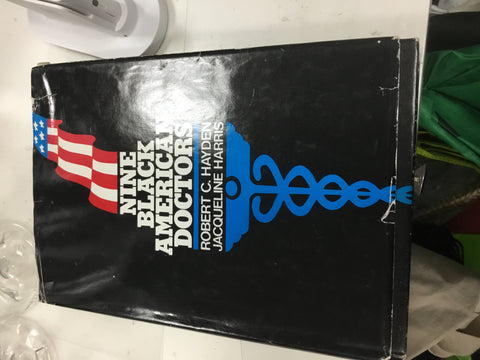 NINE
BLACK
AMERICAN
DOCTORS
ROBERT C. HAYDEN
JACQUELINE HARRIS